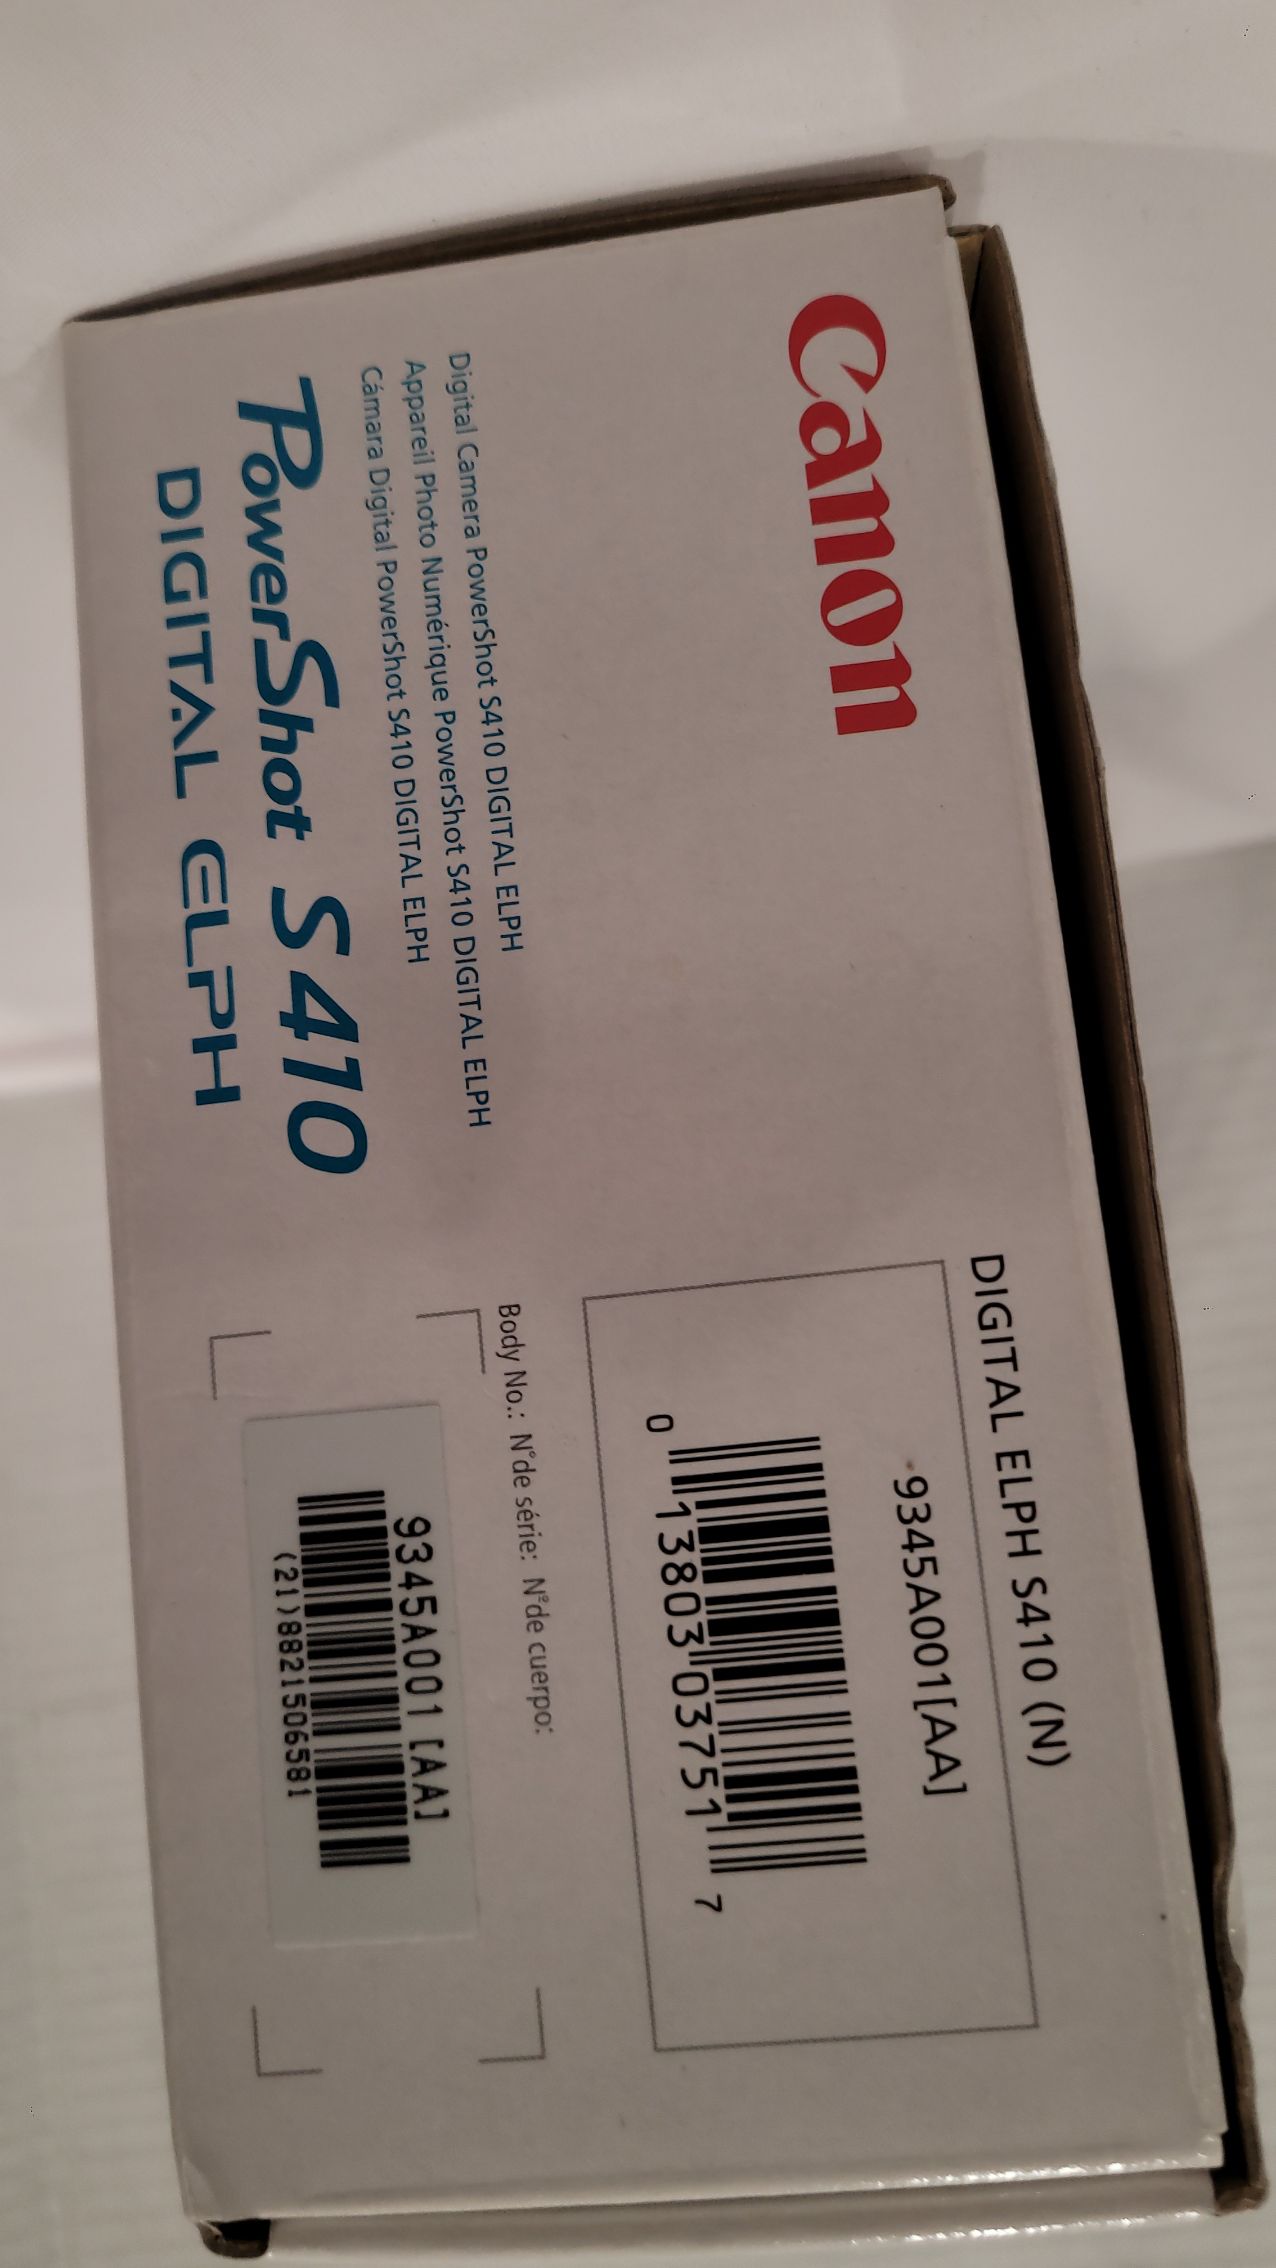 Canon
Digital Camera PowerShot S410 DIGITAL ELPH
Appareil Photo Numérique PowerShot S410 DIGITAL ELPH
Cámara Digital PowerShot S410 DIGITAL ELPH
PowerShot S410
DIGITAL ELPH
DIGITAL ELPH S410 (N)
9345A001[AA]
0 13803 03751 7
Body No.: N°de série: Nºde cuerpo:
9345A001 [AA]
(21)8821506581